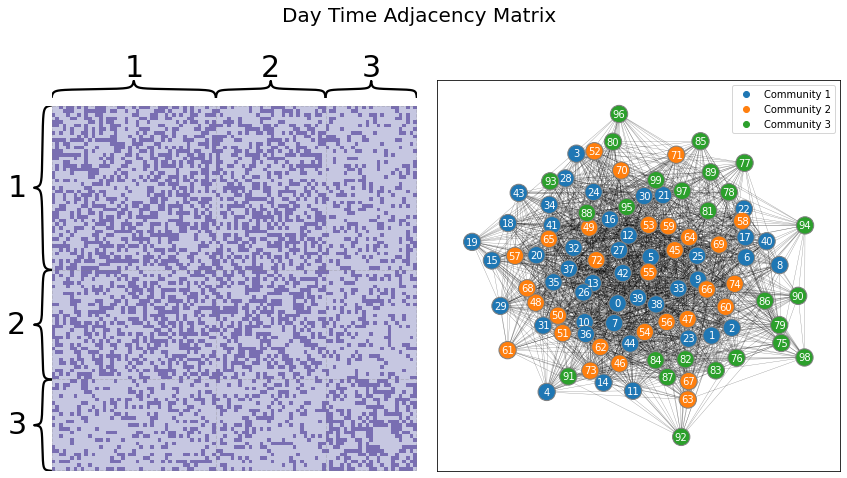 Day Time Adjacency Matrix
1 2 3
1
2
3
Community 1
Community 2
Community 3
96
80 85
3 52 71
77
70 89
93 28 99
43 24 30 21 97 78
34 95 81 22
88 16 58
18 41 49 53 59 94
65 12 64 17 40
19 32 27 45 69
15 57 20 72 5 25 6
37 42 55 8
35 13 9 74
68 26 33 66
48 0 39 38 86 90
29 60
50 10 7 56 47 79
31 2
51 36 54 23 1 75
61 62 44
46 84 82 76 98
73 83
91 14 87 67
4 11 63
92